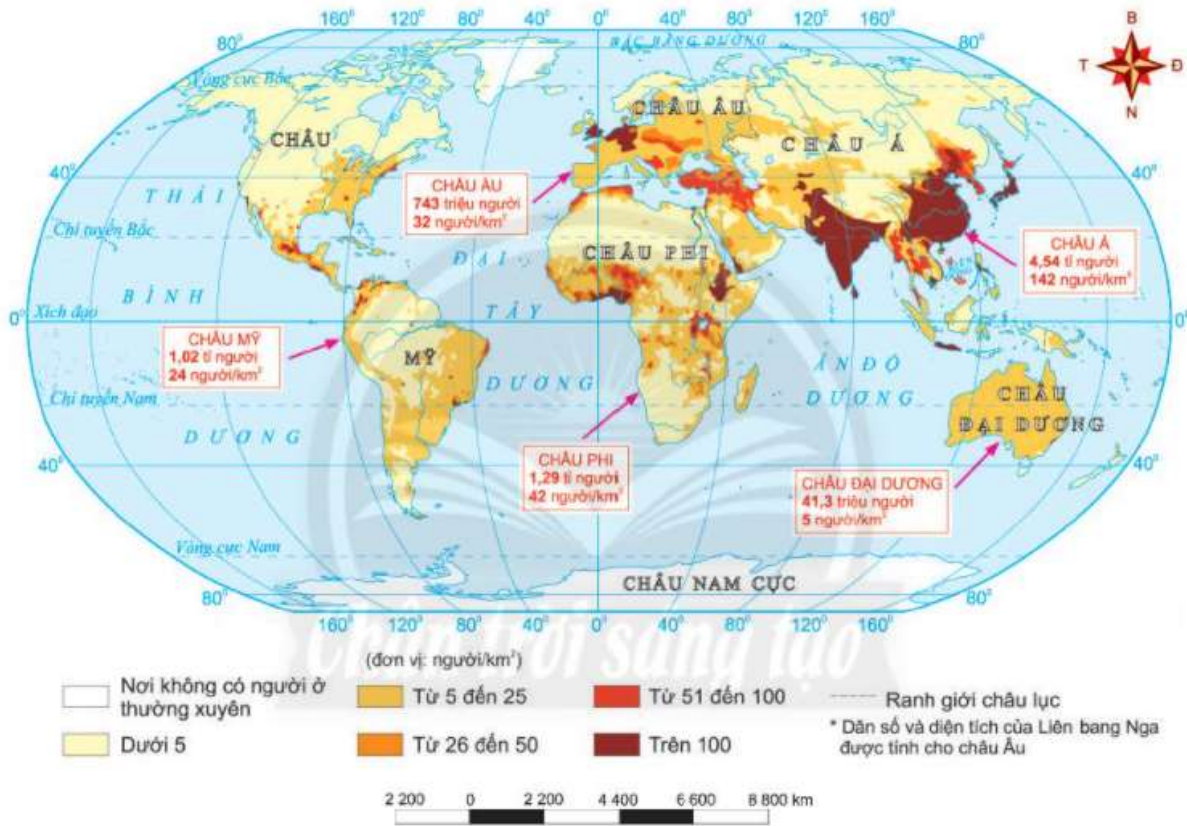 160° 120° 80° 40° 0° 40° 80° 120° 160°
B
T Đ
N
80° 80°
BẮC BĂNG DƯƠNG
Vòng cực Bắc
CHÂU ÂU
CHÂU
CHÂU Á
40° 40°
THÁI
CHÂU ÂU
743 triệu người
32 người/km²
Chí tuyến Bắc
CHÂU PHI
CHÂU Á
4,54 tỉ người
142 người/km²
ĐẠI
BÌNH
Xích đạo
0° 0°
TÂY
CHÂU MỸ
1,02 tỉ người
24 người/km²
MỸ
ẤN ĐỘ
DƯƠNG
DƯƠNG
Chí tuyến Nam
CHÂU
ĐẠI DƯƠNG
DƯƠNG
40° 40°
CHÂU PHI
1,29 tỉ người
42 người/km²
CHÂU ĐẠI DƯƠNG
41,3 triệu người
5 người/km²
Vòng cực Nam
CHÂU NAM CỰC
80° 80°
160° 120° 80° 40° 0° 40° 80° 120° 160°
Chân trời sáng tạo
(đơn vị: người/km²)
Nơi không có người ở
thường xuyên
Dưới 5
Từ 5 đến 25
Từ 26 đến 50
Từ 51 đến 100
Trên 100
Ranh giới châu lục
* Dân số và diện tích của Liên bang Nga
được tính cho châu Âu
2 200 0 2 200 4 400 6 600 8 800 km